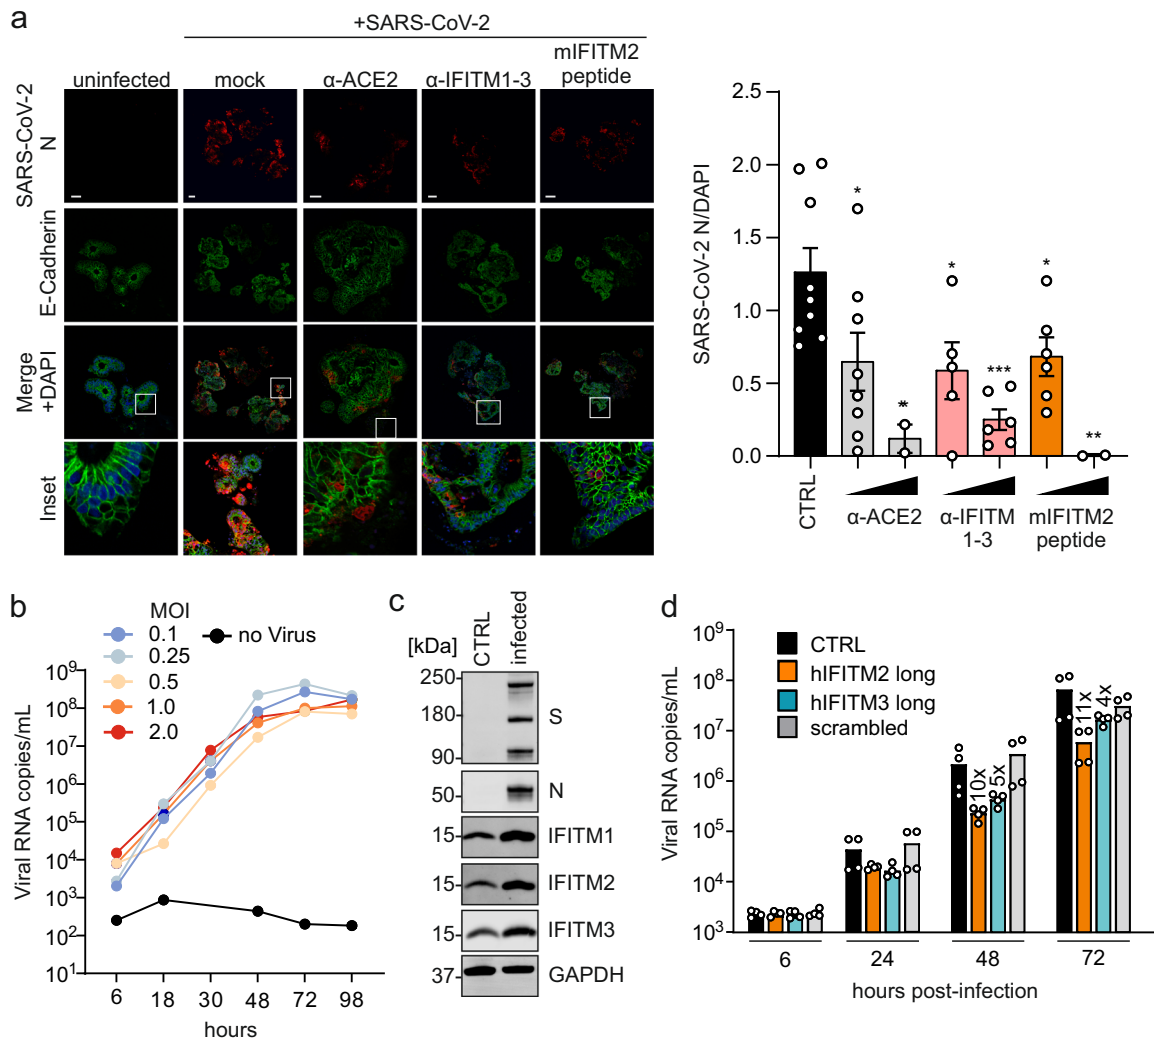 a
+SARS-CoV-2
uninfected
mock
α-ACE2
α-IFITM1-3
mIFITM2
peptide
SARS-CoV-2
N
E-Cadherin
Merge
+DAPI
Inset
SARS-CoV-2 N/DAPI
2.5
2.0
1.5
1.0
0.5
0.0
*
**
*
***
*
**
CTRL
α-ACE2
α-IFITM
1-3
mIFITM2
peptide
b
MOI
0.1
0.25
0.5
1.0
2.0
no Virus
Viral RNA copies/mL
10⁹
10⁸
10⁷
10⁶
10⁵
10⁴
10³
10²
10¹
6 18 30 48 72 98
hours
c
[kDa]
CTRL
infected
250
180
90
S
50
N
15
IFITM1
15
IFITM2
15
IFITM3
37
GAPDH
d
CTRL
hIFITM2 long
hIFITM3 long
scrambled
Viral RNA copies/mL
10⁹
10⁸
10⁷
10⁶
10⁵
10⁴
10³
10x
5x
11x
4x
6 24 48 72
hours post-infection